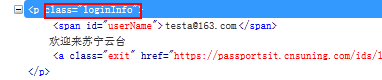 <p class="loginInfo">
<span id="userName">testa@163.com</span>
欢迎来苏宁云台
<a class="exit" href="https://passportsit.cnsuning.com/ids/l
</p>